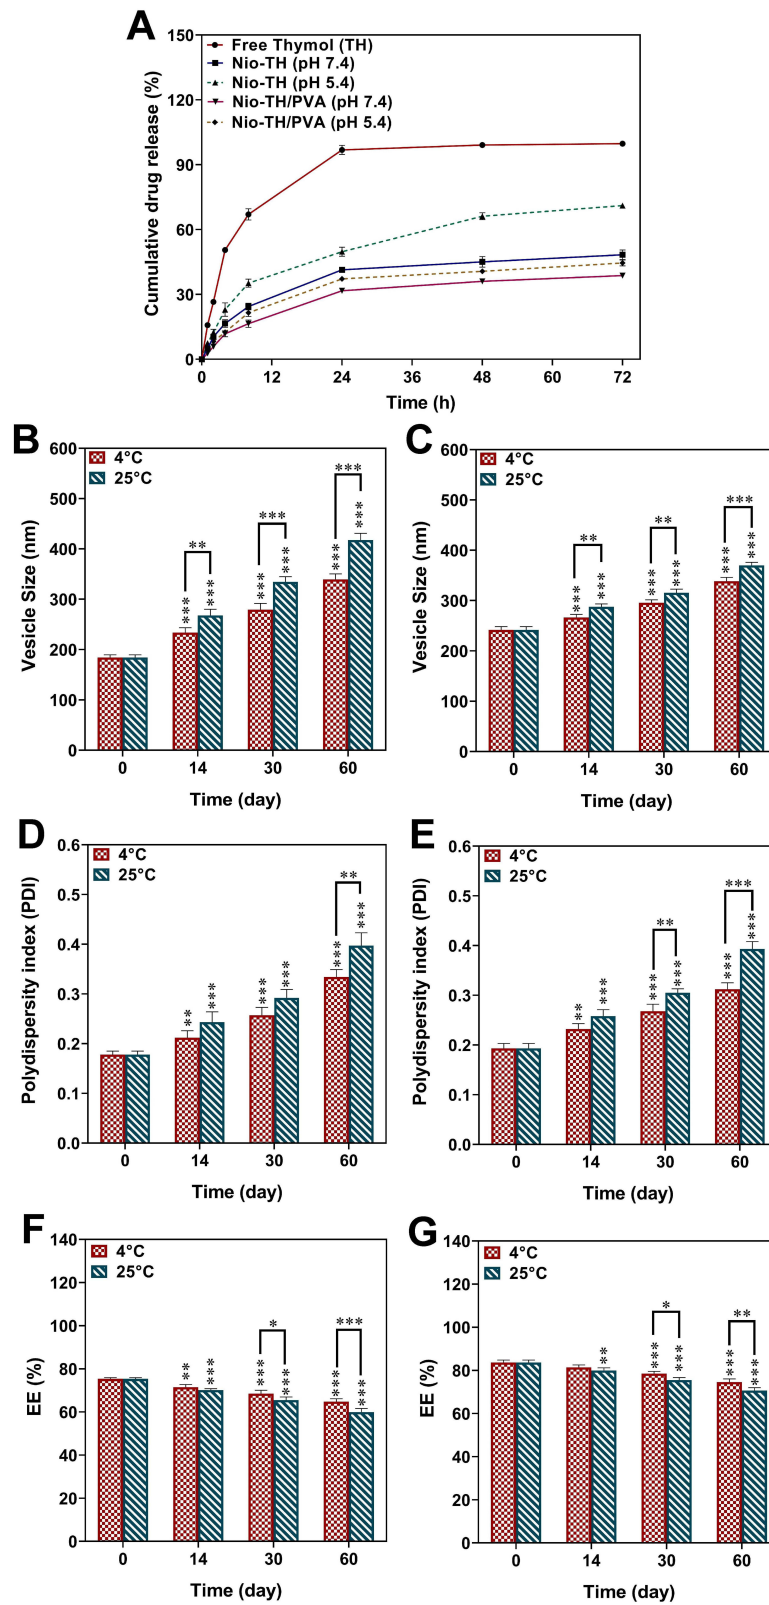 A
150
120
90
60
30
0
Cumulative drug release (%)
Free Thymol (TH)
Nio-TH (pH 7.4)
Nio-TH (pH 5.4)
Nio-TH/PVA (pH 7.4)
Nio-TH/PVA (pH 5.4)
0 12 24 36 48 60 72
Time (h)
B
600
500
400
300
200
100
0
Vesicle Size (nm)
4°C
25°C
*** *** ** *** *** *** *** *** ***
0 14 30 60
Time (day)
C
600
500
400
300
200
100
0
Vesicle Size (nm)
4°C
25°C
*** *** ** *** *** ** *** *** ***
0 14 30 60
Time (day)
D
0.6
0.5
0.4
0.3
0.2
0.1
0.0
Polydispersity index (PDI)
4°C
25°C
** *** *** *** *** *** **
0 14 30 60
Time (day)
E
0.6
0.5
0.4
0.3
0.2
0.1
0.0
Polydispersity index (PDI)
4°C
25°C
** *** *** *** ** *** *** ***
0 14 30 60
Time (day)
F
140
120
100
80
60
40
20
0
EE (%)
4°C
25°C
** *** *** *** * *** *** ***
0 14 30 60
Time (day)
G
140
120
100
80
60
40
20
0
EE (%)
4°C
25°C
** *** *** * *** *** **
0 14 30 60
Time (day)